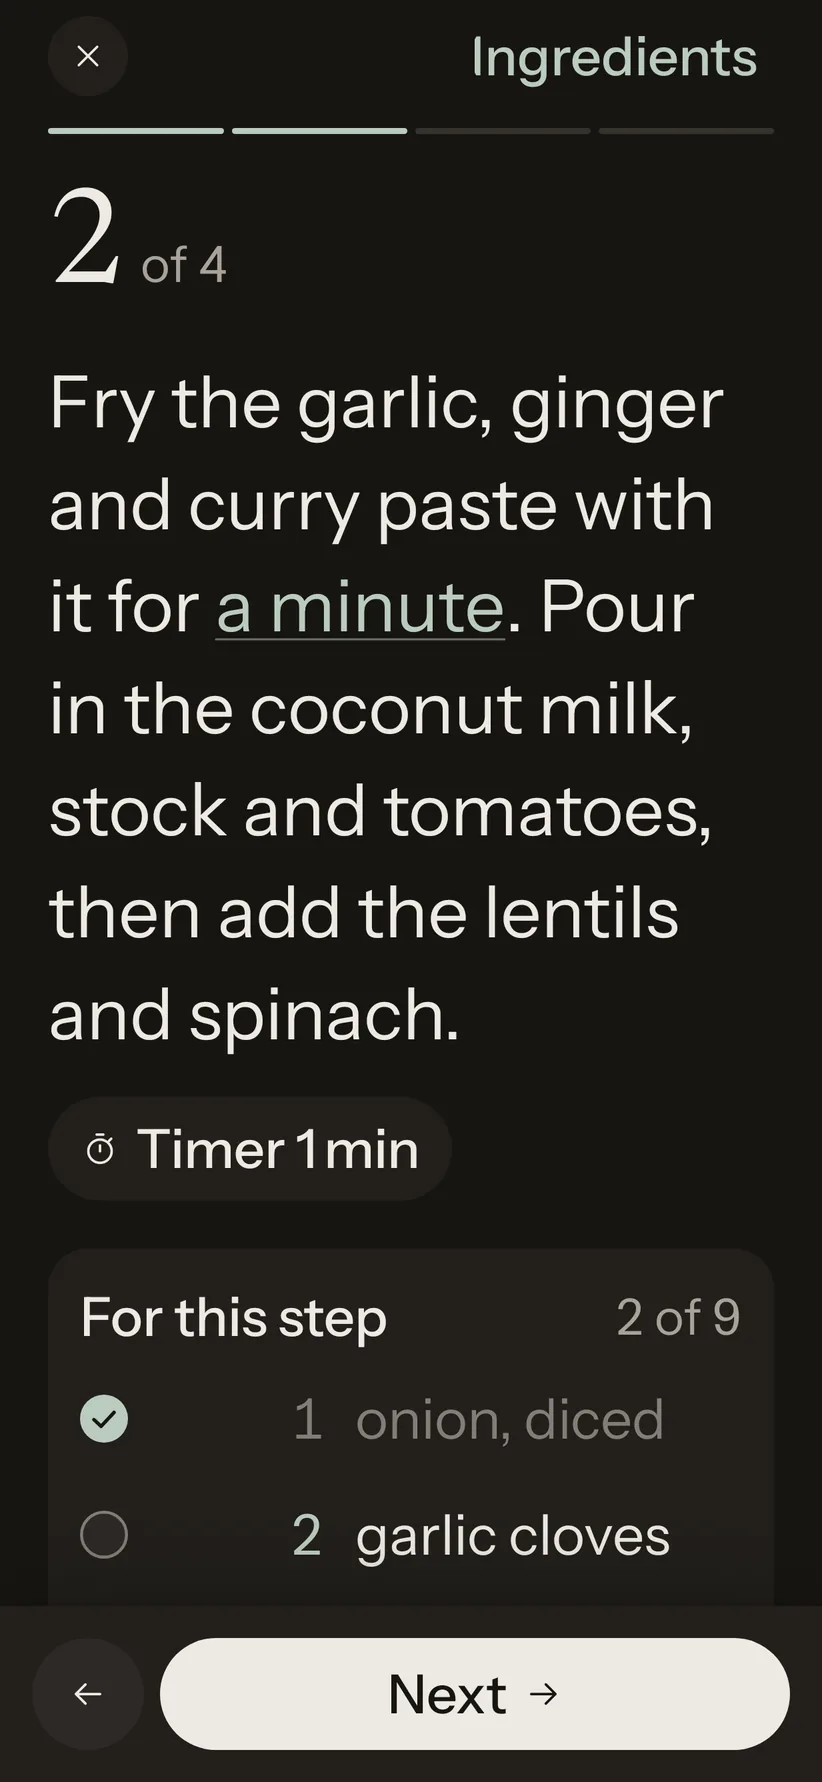 Ingredients
2 of 4
Fry the garlic, ginger
and curry paste with
it for a minute. Pour
in the coconut milk,
stock and tomatoes,
then add the lentils
and spinach.
Timer 1 min
For this step 2 of 9
1 onion, diced
2 garlic cloves
Next →